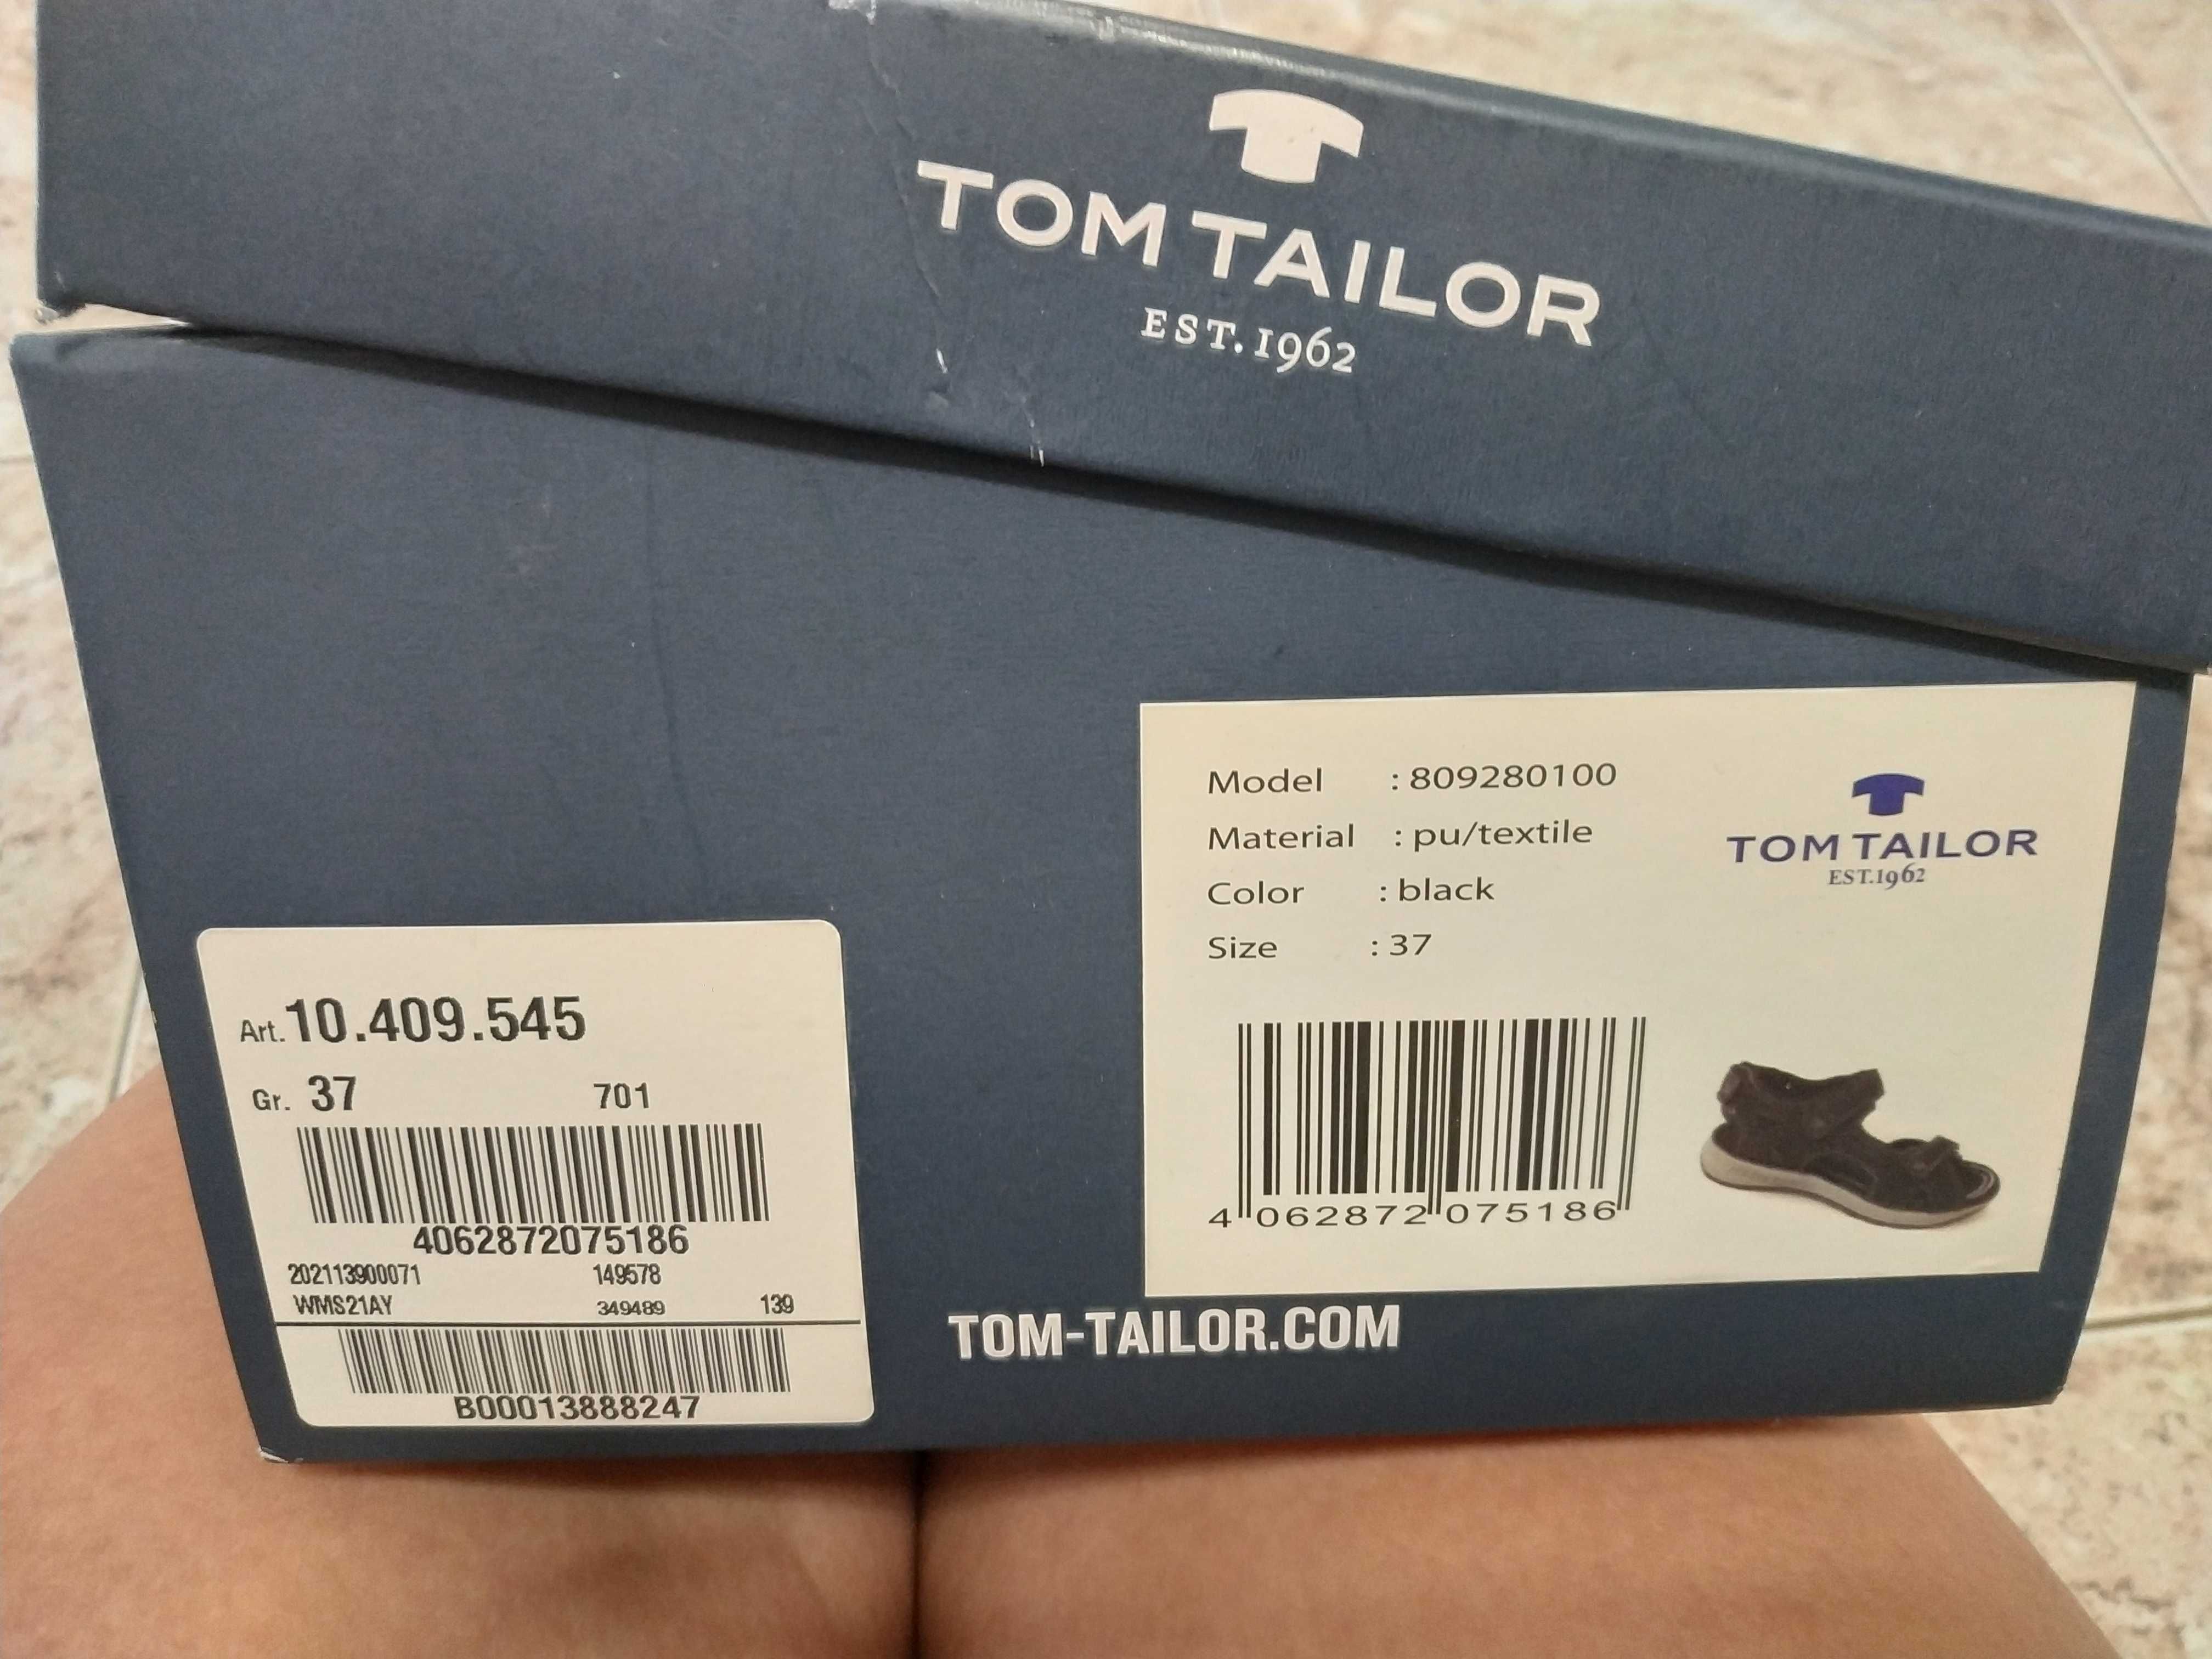 TOM TAILOR
EST. 1962
Model : 809280100
Material : pu/textile
Color : black
Size : 37
TOM TAILOR
EST.1962
4 062872 075186
Art. 10.409.545
Gr. 37 701
4062872075186
202113900071 149578
WMS21AY 349489 139
B00013888247
TOM-TAILOR.COM